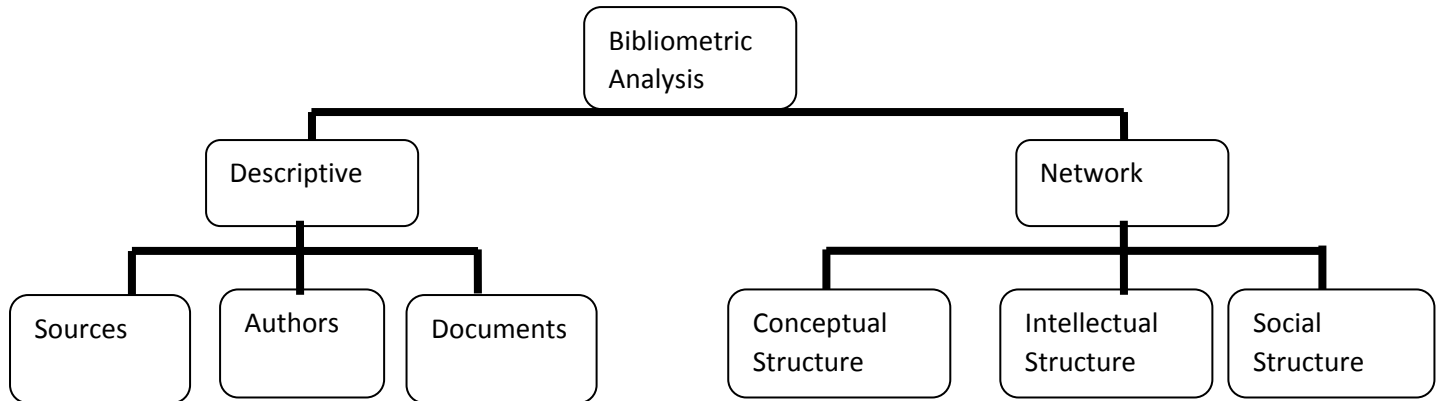 Bibliometric
Analysis
Descriptive
Network
Sources
Authors
Documents
Conceptual
Structure
Intellectual
Structure
Social
Structure